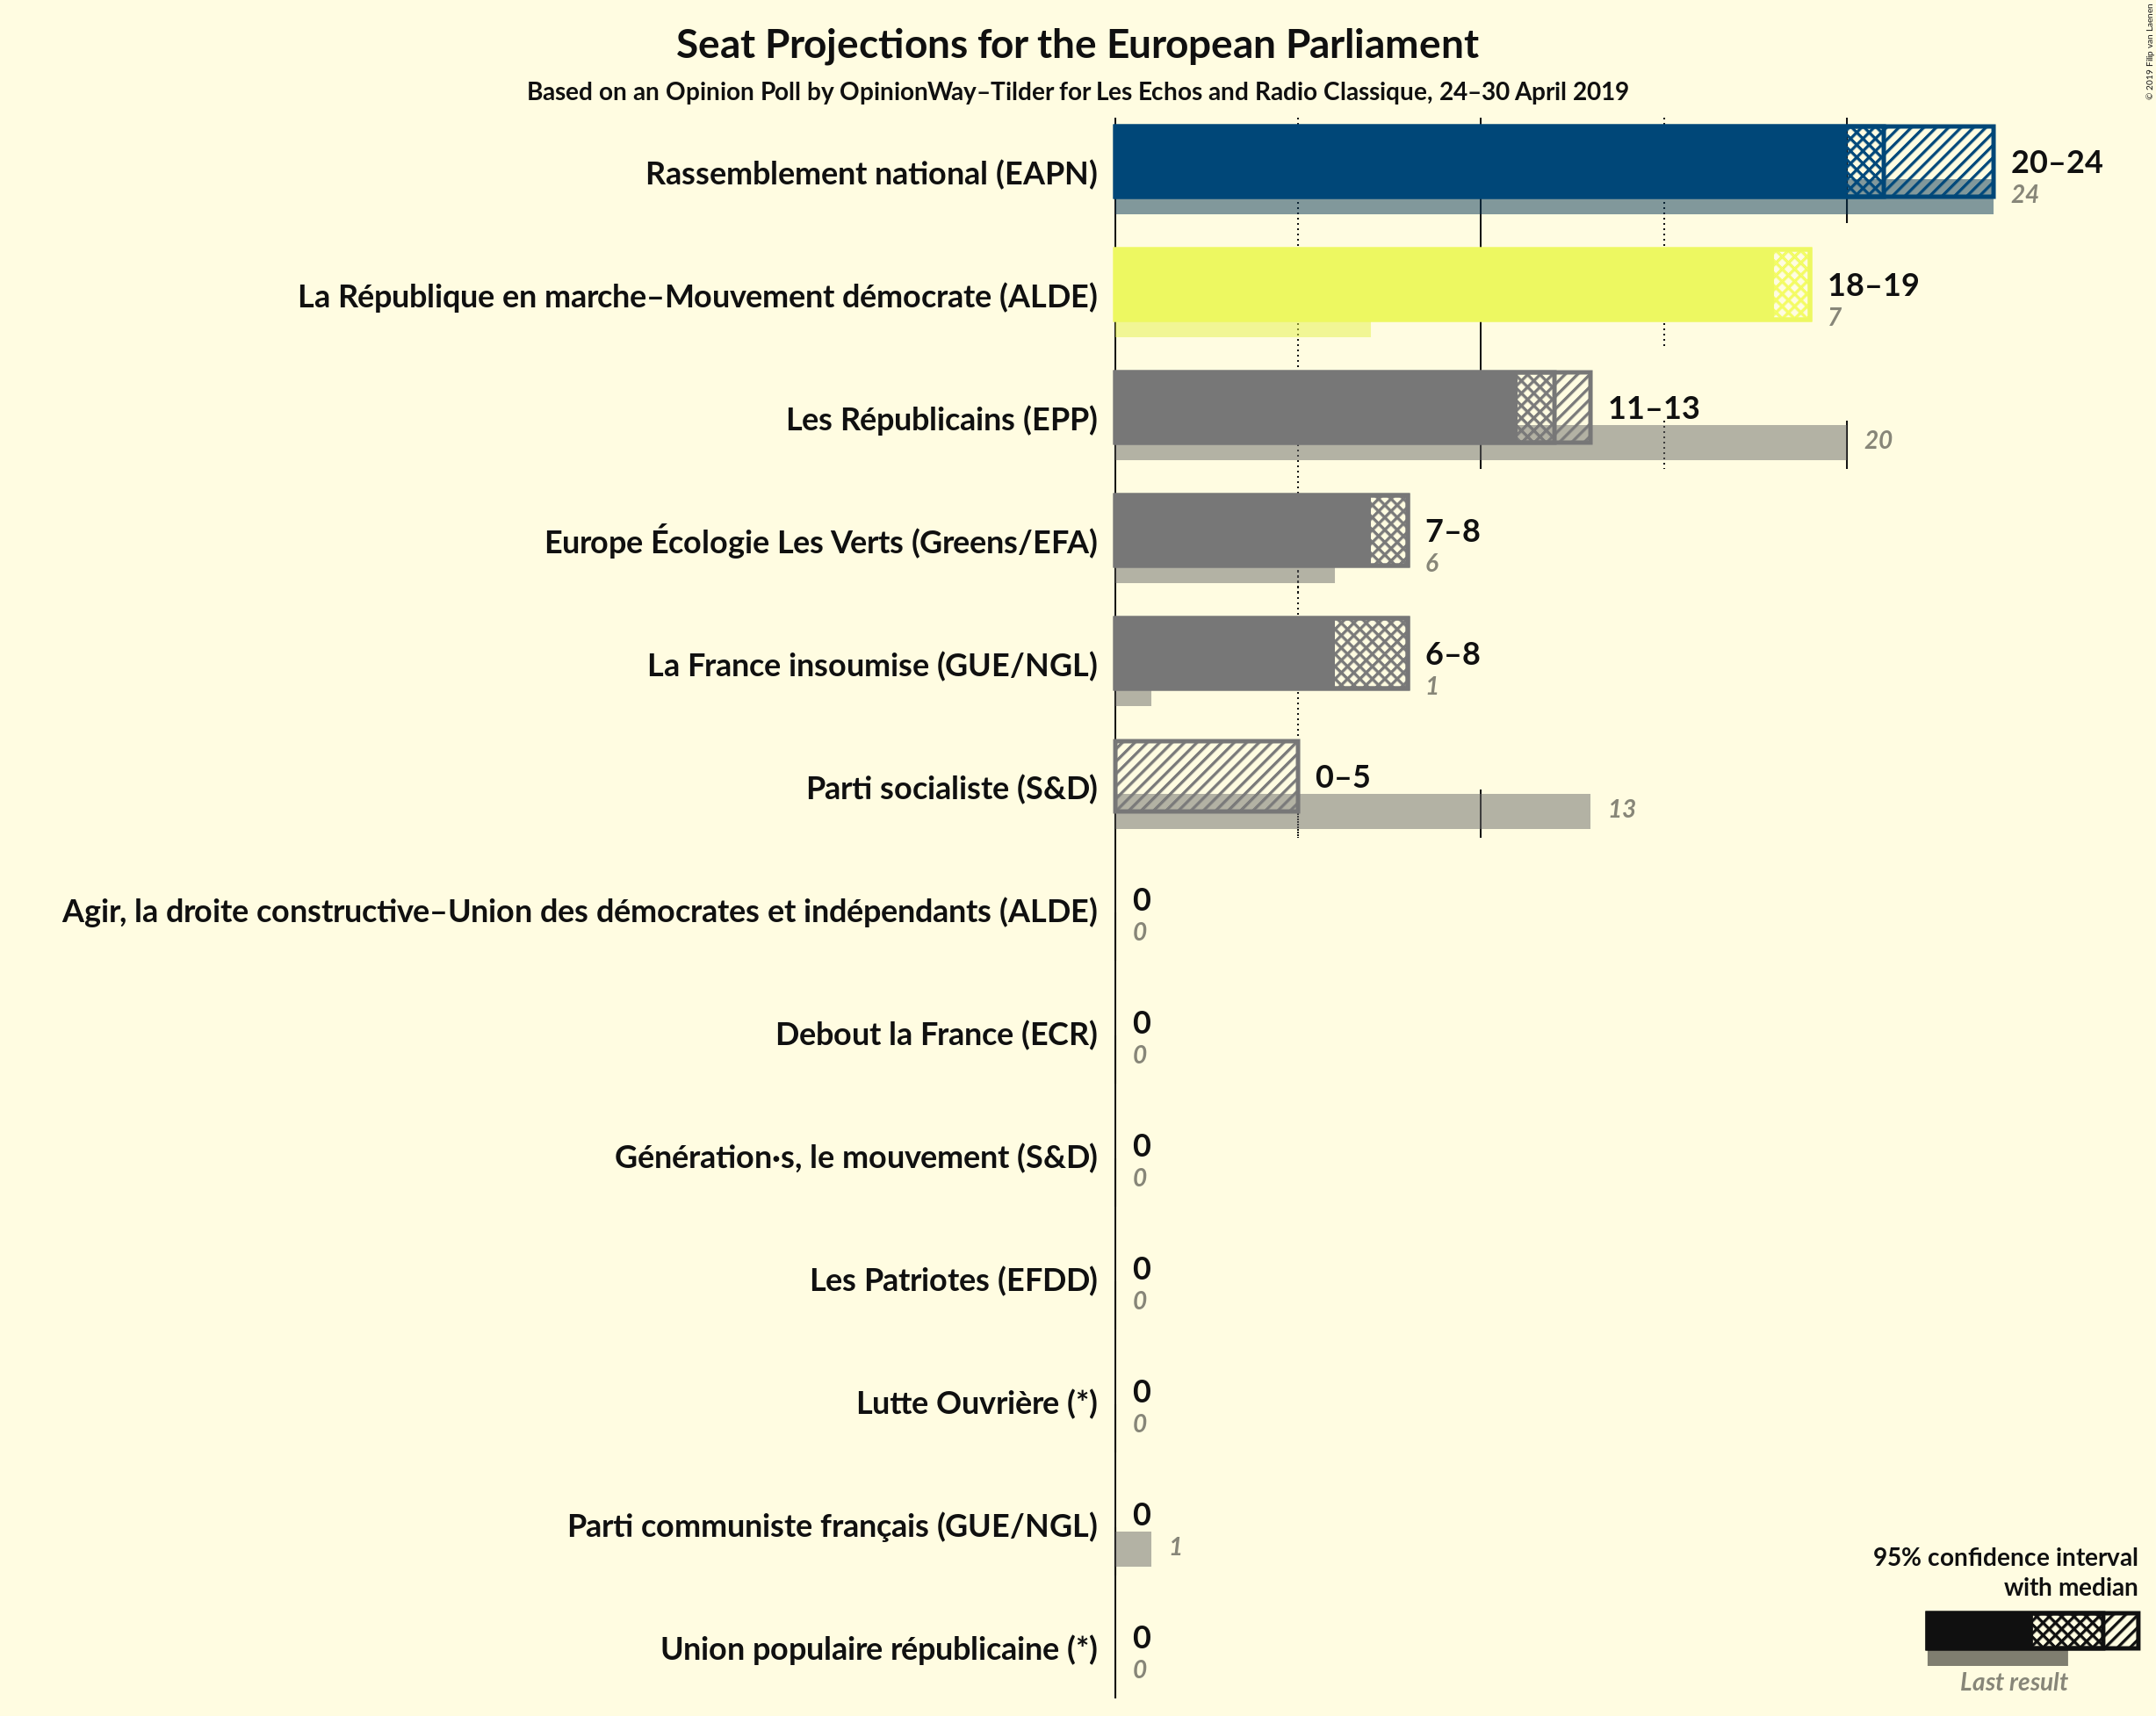 Seat Projections for the European Parliament
Based on an Opinion Poll by OpinionWay–Tilder for Les Echos and Radio Classique, 24–30 April 2019
© 2019 Filip van Laenen
Rassemblement national (EAPN)
20–24
24
La République en marche–Mouvement démocrate (ALDE)
18–19
7
Les Républicains (EPP)
11–13
20
Europe Écologie Les Verts (Greens/EFA)
7–8
6
La France insoumise (GUE/NGL)
6–8
1
Parti socialiste (S&D)
0–5
13
Agir, la droite constructive–Union des démocrates et indépendants (ALDE)
0
0
Debout la France (ECR)
0
0
Génération·s, le mouvement (S&D)
0
0
Les Patriotes (EFDD)
0
0
Lutte Ouvrière (*)
0
0
Parti communiste français (GUE/NGL)
0
1
Union populaire républicaine (*)
0
0
95% confidence interval
with median
Last result